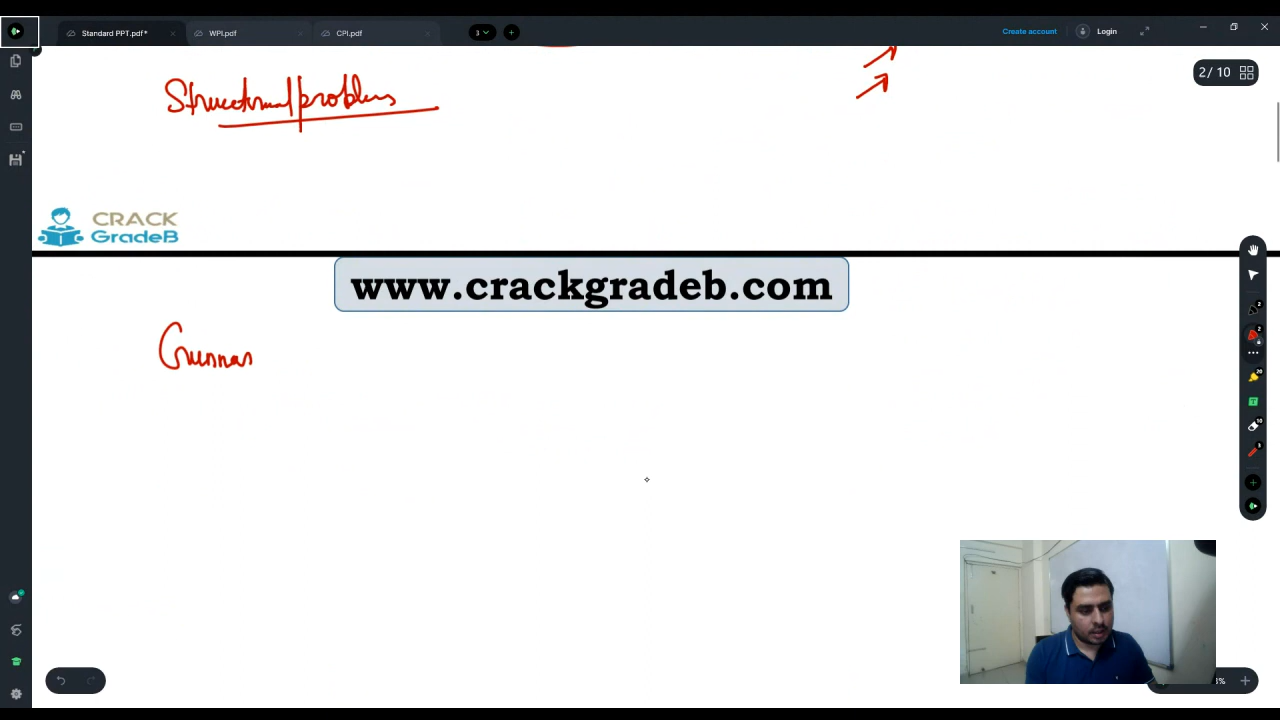 Standard PPT.pdf*
WPI.pdf
CPI.pdf
3
Create account
Login
2/ 10
Structural problems
CRACK
GradeB
www.crackgradeb.com
Gunnar